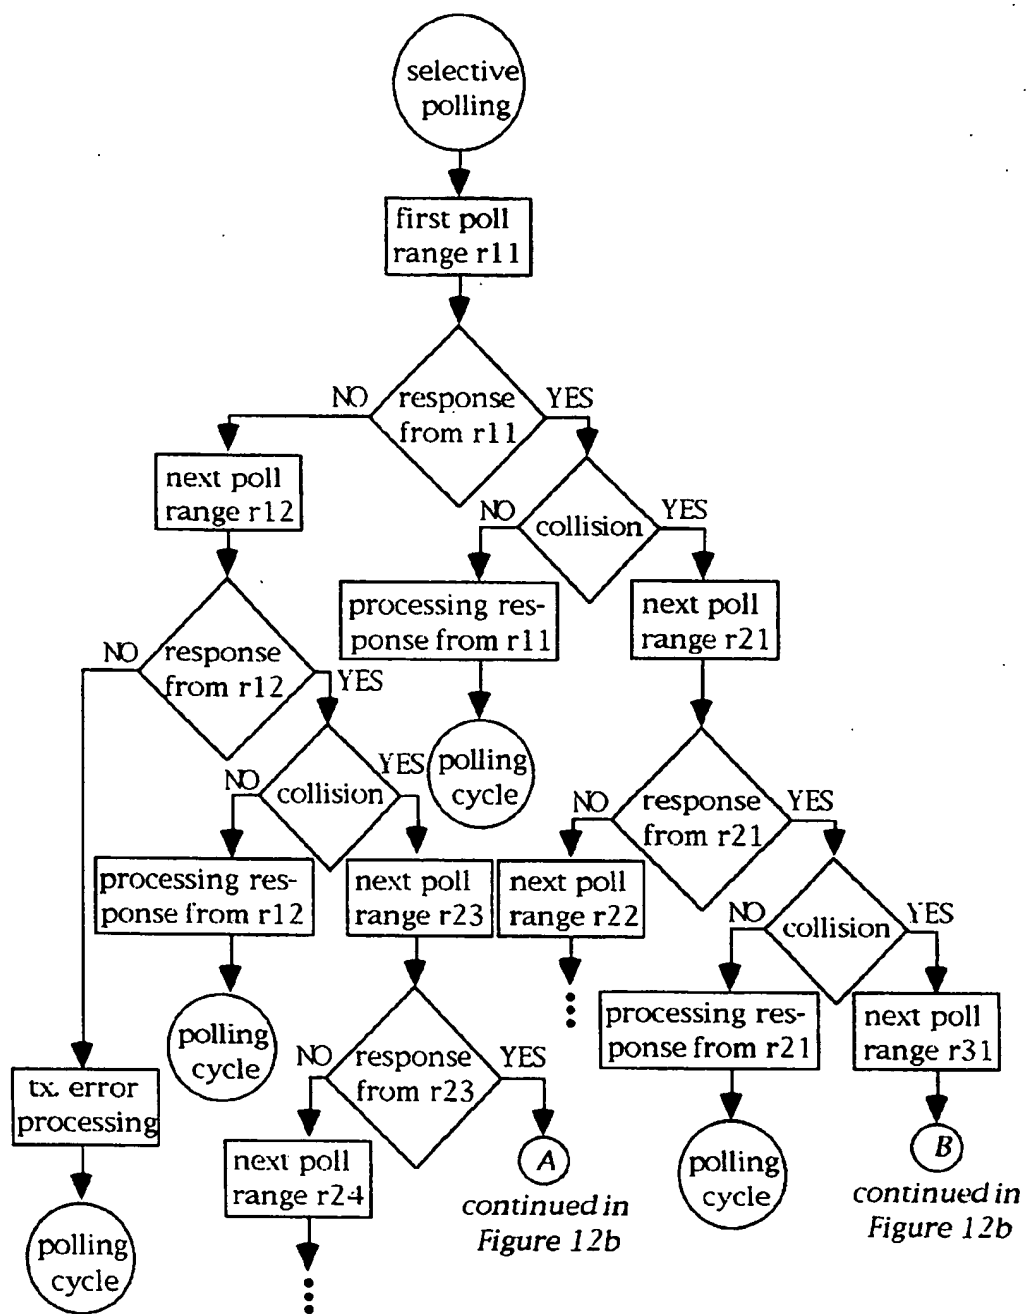 selective
polling
first poll
range r11
NO
response
from r11
YES
next poll
range r12
NO
collision
YES
processing res-
ponse from r11
next poll
range r21
NO
response
from r12
YES
polling
cycle
NO
collision
YES
NO
response
from r21
YES
processing res-
ponse from r12
next poll
range r23
next poll
range r22
NO
collision
YES
polling
cycle
NO
response
from r23
YES
processing res-
ponse from r21
next poll
range r31
tx. error
processing
next poll
range r24
A
continued in
Figure 12b
polling
cycle
B
continued in
Figure 12b
polling
cycle